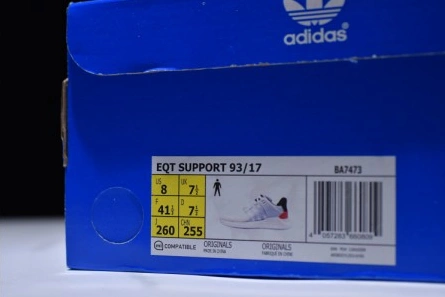 adidas
EQT SUPPORT 93/17
BA7473
US 8
UK 7½
F 41⅓
D 7½
J 260
CHN 255
COMPATIBLE
ORIGINALS
ORIGINALS